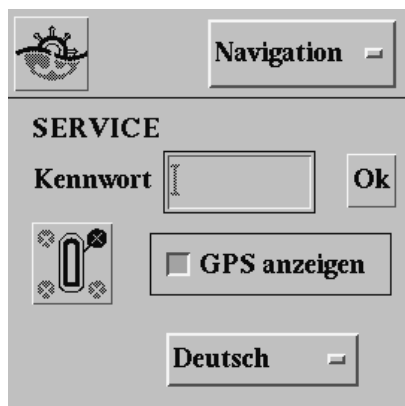 Navigation
SERVICE
Kennwort Ok
GPS anzeigen
Deutsch